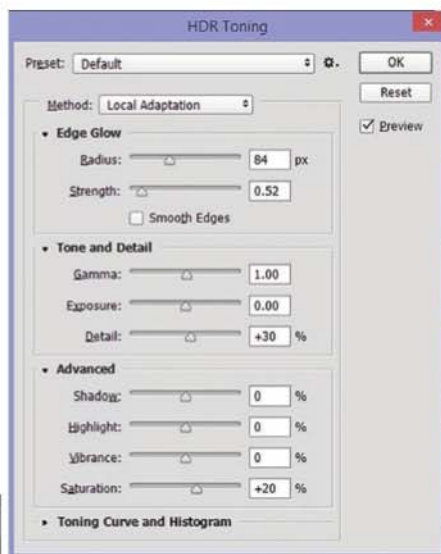 HDR Toning
Preset: Default
OK
Reset
Preview
Method: Local Adaptation
Edge Glow
Radius: 84 px
Strength: 0.52
Smooth Edges
Tone and Detail
Gamma: 1.00
Exposure: 0.00
Detail: +30 %
Advanced
Shadow: 0 %
Highlight: 0 %
Vibrance: 0 %
Saturation: +20 %
Toning Curve and Histogram